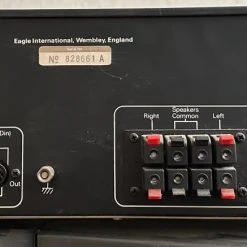 Eagle International, Wembley, England
Serial No
Nº 828661 A
Speakers
Right Common Left
Din)
Out